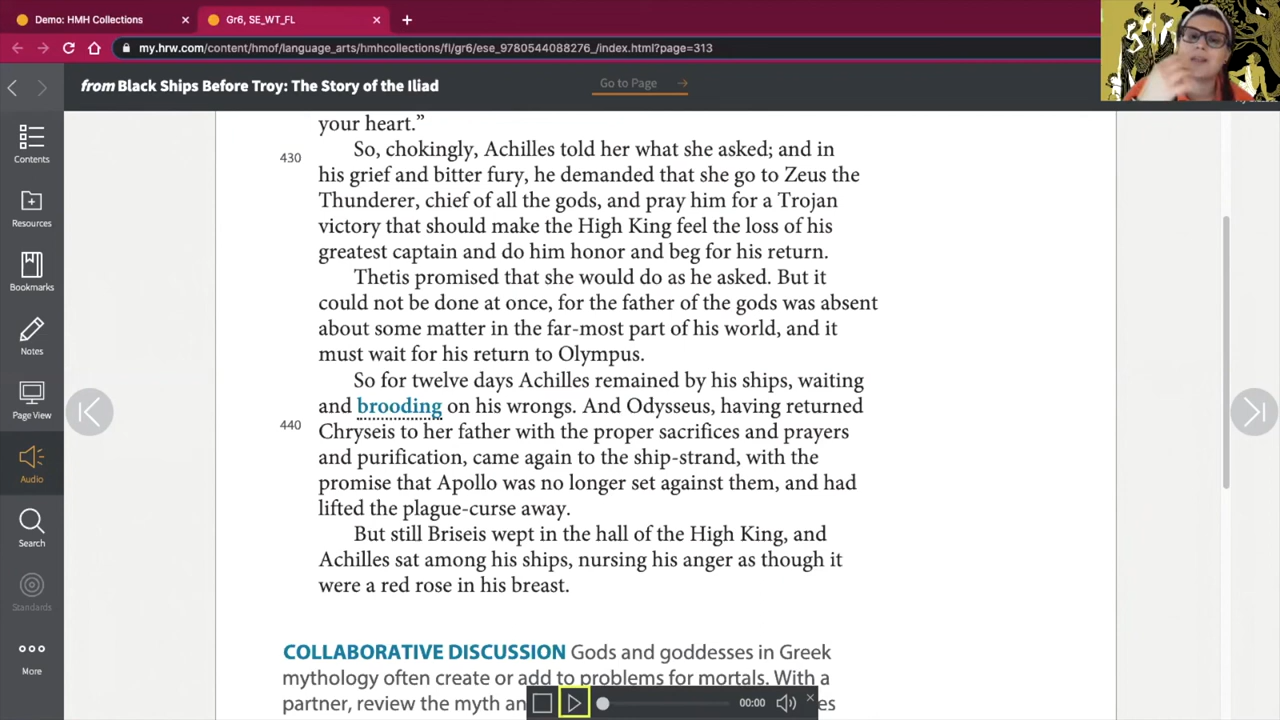 Demo: HMH Collections
Gr6, SE_WT_FL
my.hrw.com/content/hmof/language_arts/hmhcollections/fl/gr6/ese_9780544088276_/index.html?page=313
from Black Ships Before Troy: The Story of the Iliad
Go to Page
Contents
Resources
Bookmarks
Notes
Page View
Audio
Search
Standards
More
your heart.”
So, chokingly, Achilles told her what she asked; and in
430
his grief and bitter fury, he demanded that she go to Zeus the
Thunderer, chief of all the gods, and pray him for a Trojan
victory that should make the High King feel the loss of his
greatest captain and do him honor and beg for his return.
Thetis promised that she would do as he asked. But it
could not be done at once, for the father of the gods was absent
about some matter in the far-most part of his world, and it
must wait for his return to Olympus.
So for twelve days Achilles remained by his ships, waiting
and brooding on his wrongs. And Odysseus, having returned
440
Chryseis to her father with the proper sacrifices and prayers
and purification, came again to the ship-strand, with the
promise that Apollo was no longer set against them, and had
lifted the plague-curse away.
But still Briseis wept in the hall of the High King, and
Achilles sat among his ships, nursing his anger as though it
were a red rose in his breast.
COLLABORATIVE DISCUSSION Gods and goddesses in Greek
mythology often create or add to problems for mortals. With a
partner, review the myth
00:00